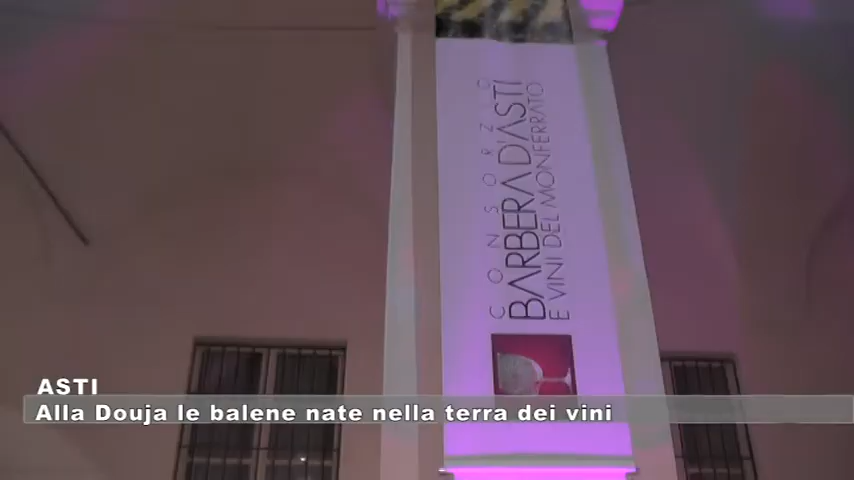 CONSORZIO
BARBERA D'ASTI
E VINI DEL MONFERRATO
ASTI
Alla Douja le balene nate nella terra dei vini